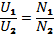 U₁/U₂ = N₁/N₂